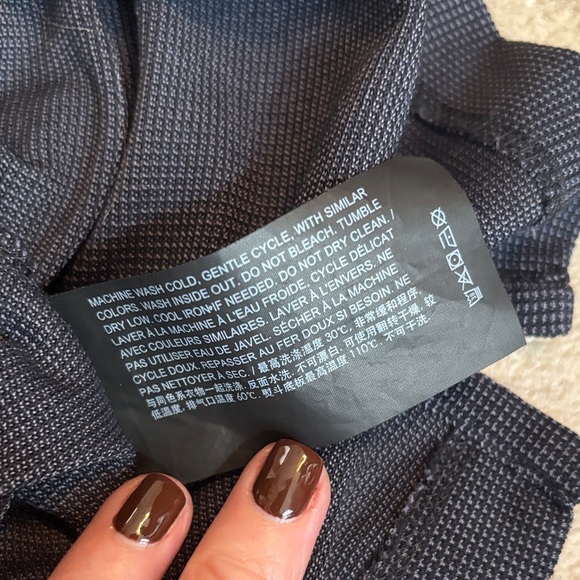 MACHINE WASH COLD, GENTLE CYCLE, WITH SIMILAR
COLORS. WASH INSIDE OUT. DO NOT BLEACH. TUMBLE
DRY LOW. COOL IRON IF NEEDED. DO NOT DRY CLEAN. /
LAVER À LA MACHINE À L'EAU FROIDE, CYCLE DÉLICAT
AVEC COULEURS SIMILAIRES. LAVER À L'ENVERS. NE
PAS UTILISER EAU DE JAVEL. SÉCHER À LA MACHINE
CYCLE DOUX. REPASSER AU FER DOUX SI BESOIN. NE
PAS NETTOYER À SEC. / 最高洗涤温度 30℃. 非常缓和程序.
与同色系衣物一起洗涤. 反面水洗. 不可漂白. 可使用翻转干燥. 较
低温度. 排气口温度 60℃. 熨斗底板最高温度 110℃. 不可干洗.